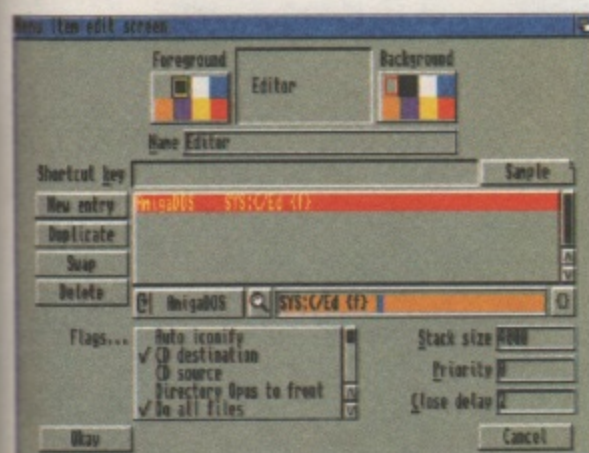 Menu item edit screen
Foreground
Background
Editor
Name Editor
Shortcut key
Sample
New entry
AmigaDOS SYS:C/Ed {f}
Duplicate
Swap
Delete
AmigaDOS SYS:C/Ed {f}
{}
Flags...
Auto iconify
✓ CD destination
CD source
Directory Opus to front
✓ Do all files
Stack size 4000
Priority 0
Close delay 2
Okay
Cancel